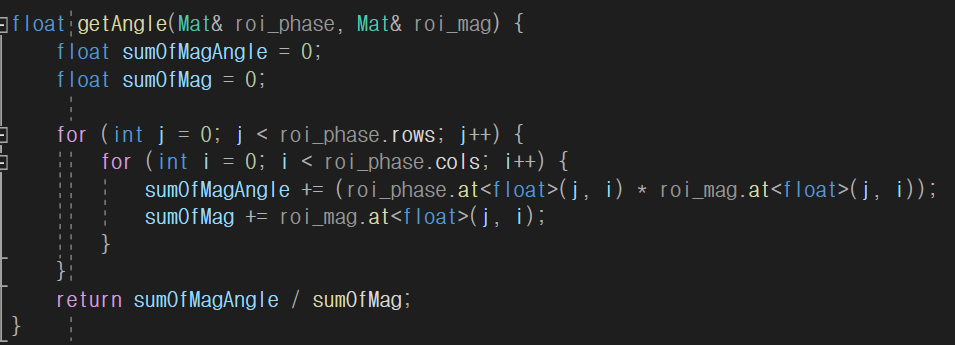 float getAngle(Mat& roi_phase, Mat& roi_mag) {
float sumOfMagAngle = 0;
float sumOfMag = 0;
for (int j = 0; j < roi_phase.rows; j++) {
for (int i = 0; i < roi_phase.cols; i++) {
sumOfMagAngle += (roi_phase.at<float>(j, i) * roi_mag.at<float>(j, i));
sumOfMag += roi_mag.at<float>(j, i);
}
}
return sumOfMagAngle / sumOfMag;
}